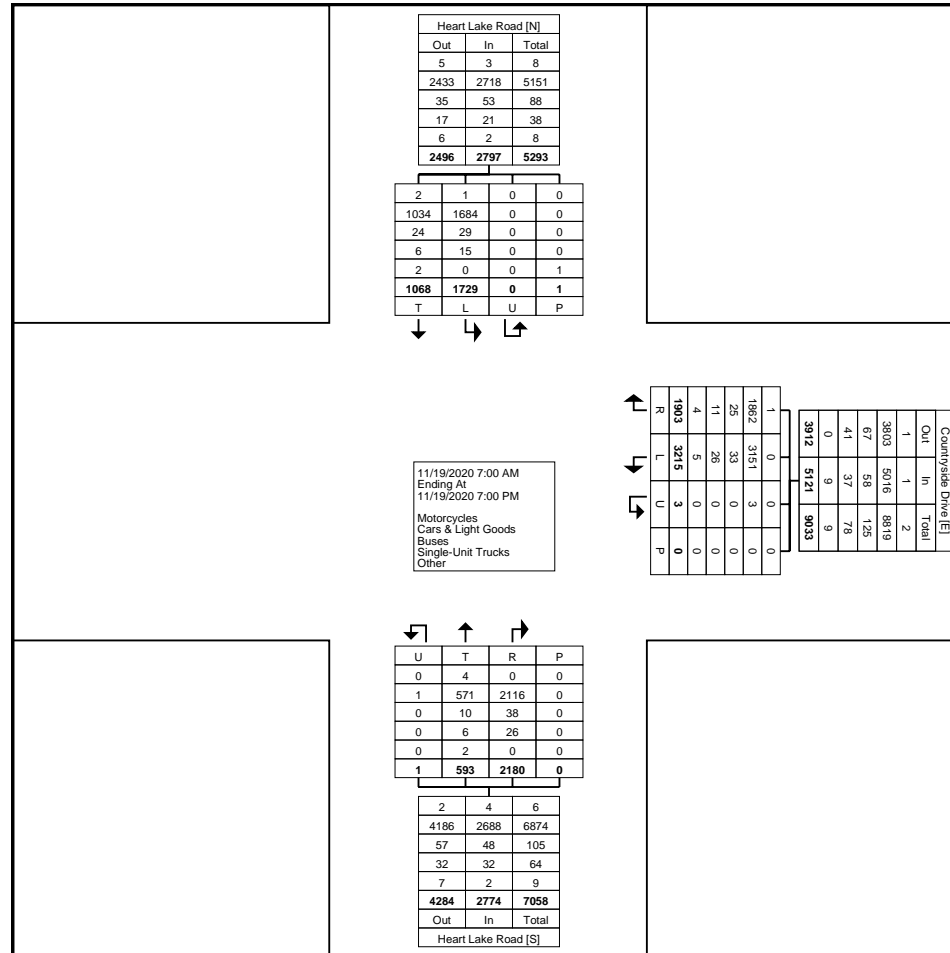 Heart Lake Road [N]
Out In Total
5 3 8
2433 2718 5151
35 53 88
17 21 38
6 2 8
2496 2797 5293
2 1 0 0
1034 1684 0 0
24 29 0 0
6 15 0 0
2 0 0 1
1068 1729 0 1
T L U P
Countryside Drive [E]
Out In Total
1 1 2
3803 5016 8819
67 58 125
41 37 78
0 9 9
3912 5121 9033
1 0 0 0
1862 3151 3 0
25 33 0 0
11 26 0 0
4 5 0 0
1903 3215 3 0
R L U P
11/19/2020 7:00 AM
Ending At
11/19/2020 7:00 PM
Motorcycles
Cars & Light Goods
Buses
Single-Unit Trucks
Other
U T R P
0 4 0 0
1 571 2116 0
0 10 38 0
0 6 26 0
0 2 0 0
1 593 2180 0
2 4 6
4186 2688 6874
57 48 105
32 32 64
7 2 9
4284 2774 7058
Out In Total
Heart Lake Road [S]